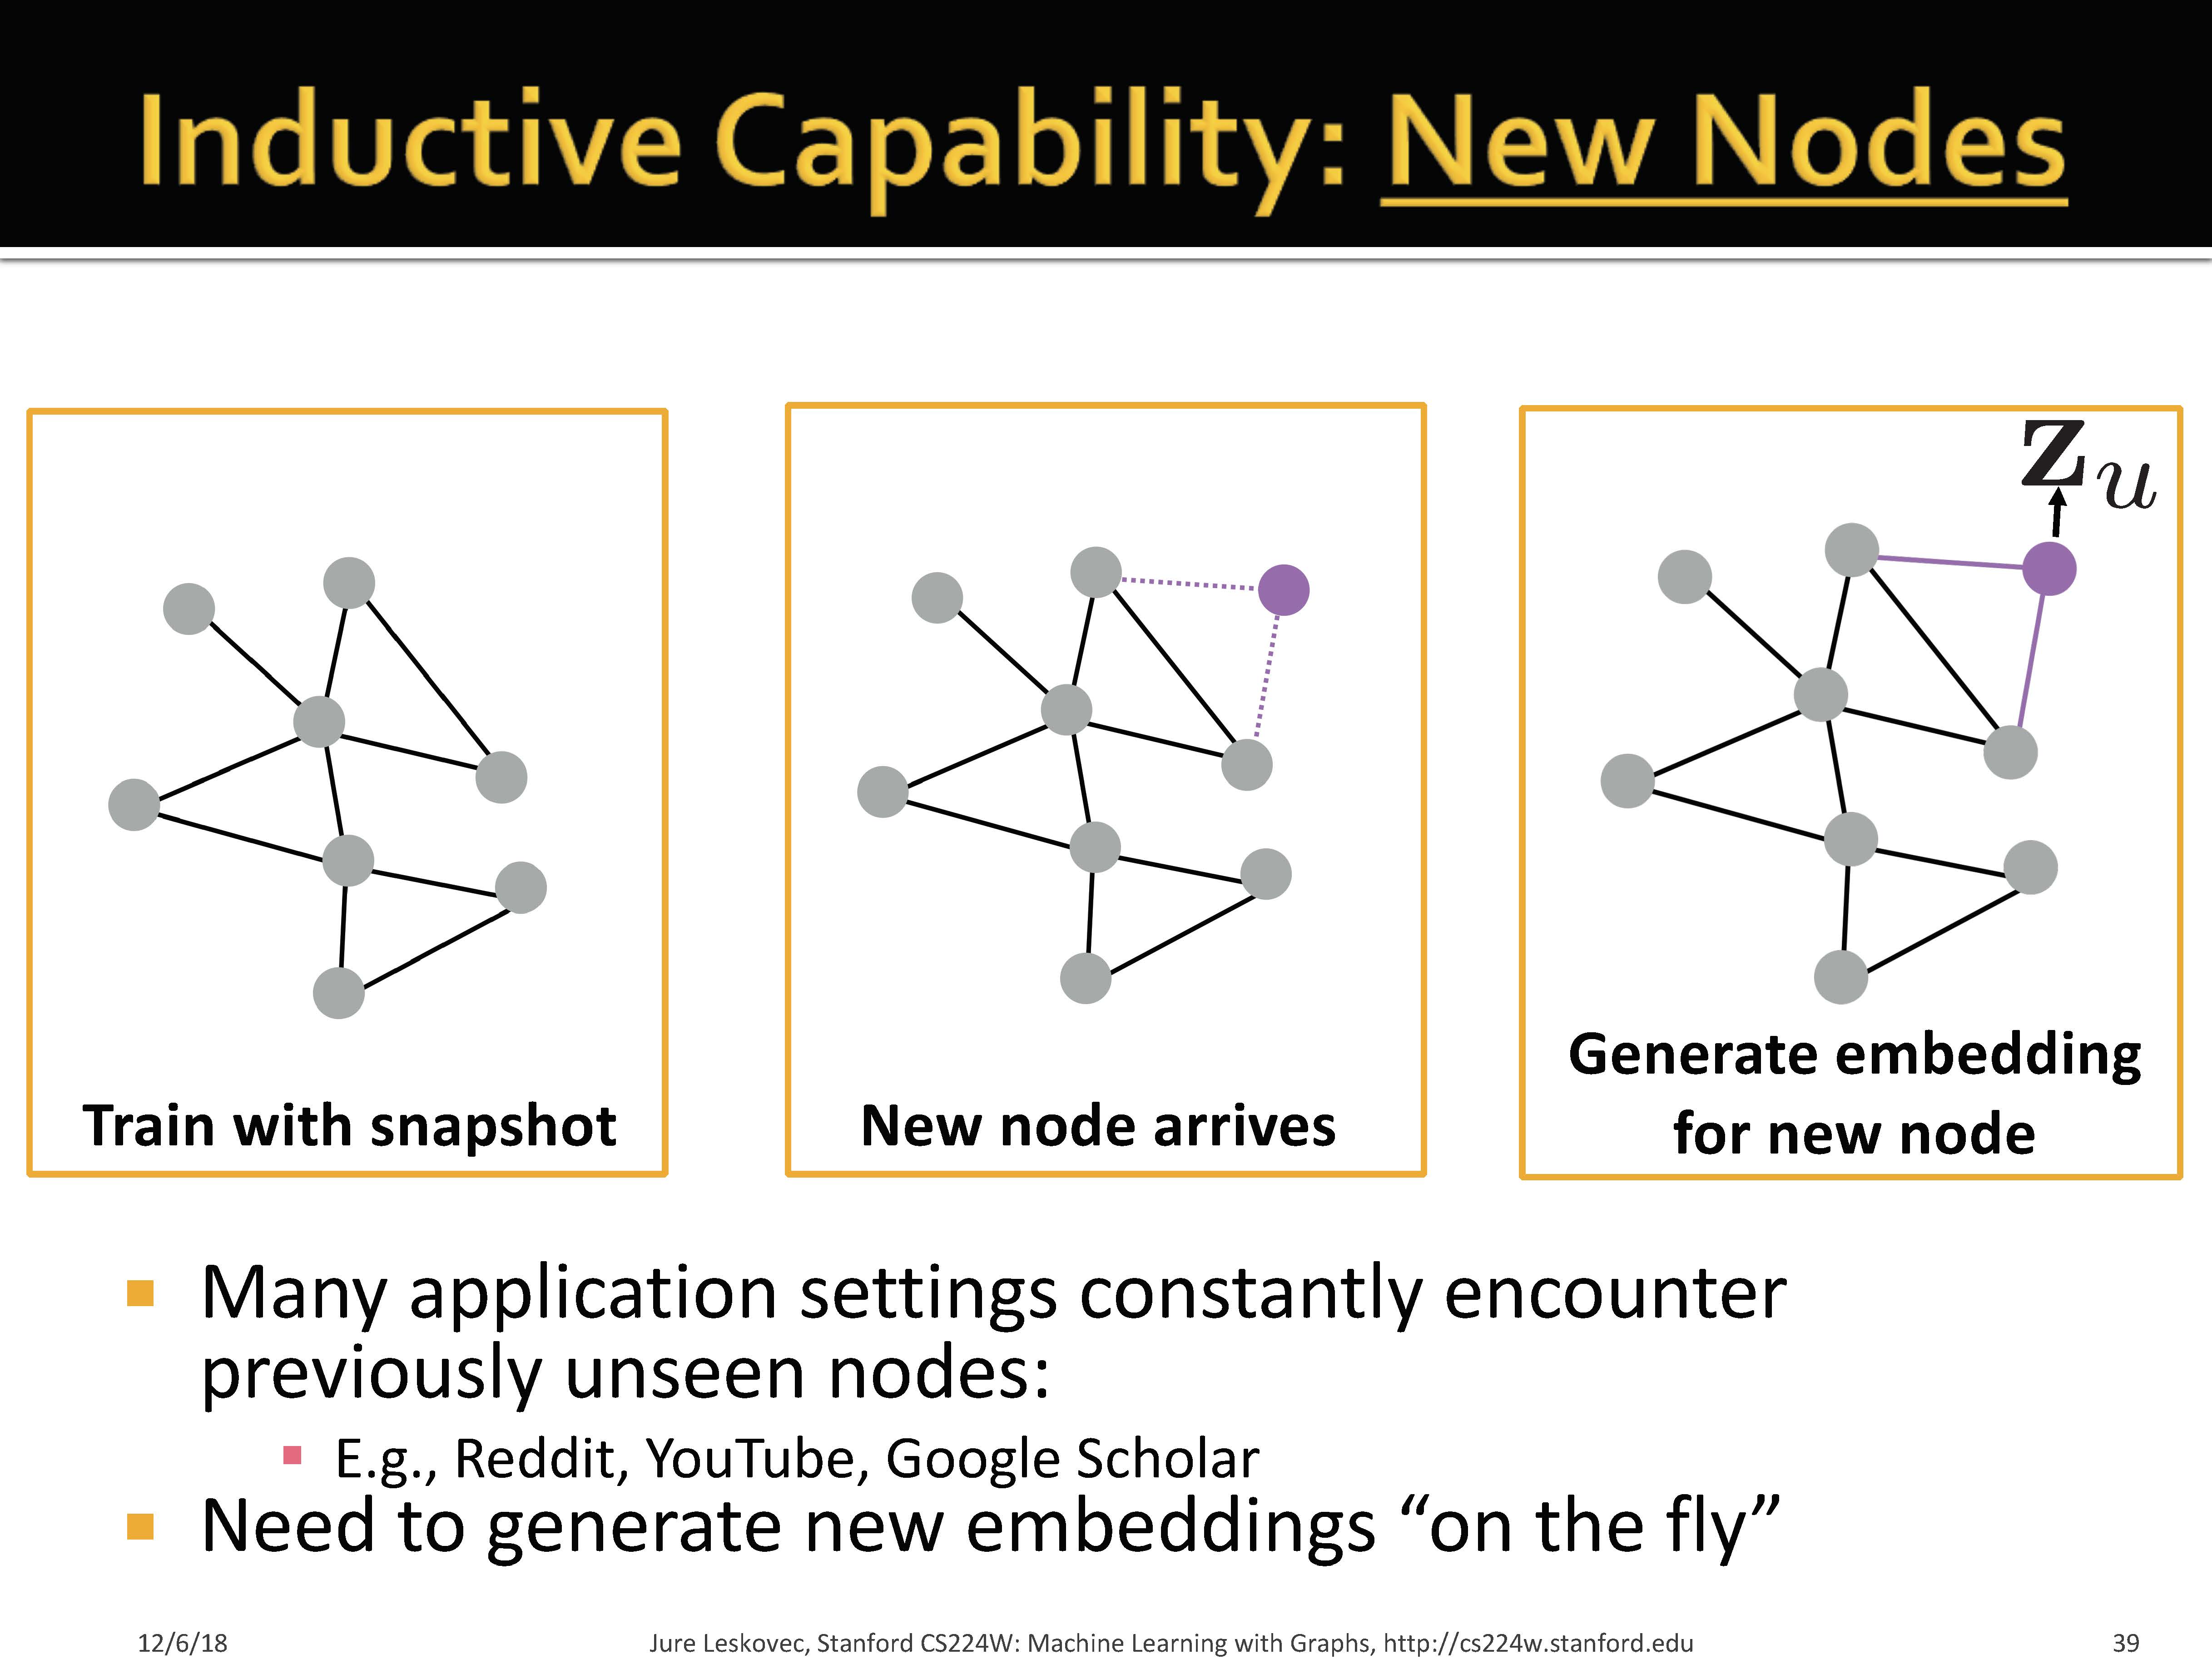 Inductive Capability: New Nodes
z_u
Train with snapshot
New node arrives
Generate embedding
for new node
Many application settings constantly encounter
previously unseen nodes:
E.g., Reddit, YouTube, Google Scholar
Need to generate new embeddings “on the fly”
12/6/18
Jure Leskovec, Stanford CS224W: Machine Learning with Graphs, http://cs224w.stanford.edu
39